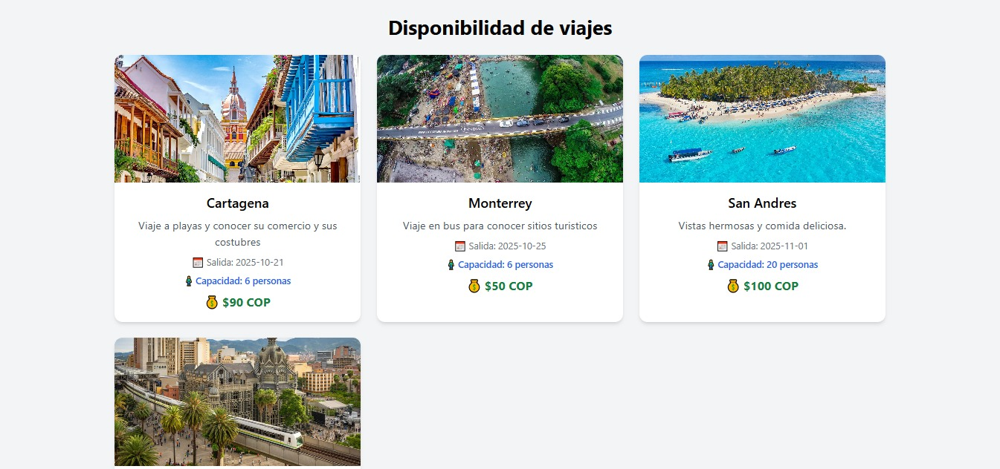 Disponibilidad de viajes
Cartagena
Viaje a playas y conocer su comercio y sus
costubres
Salida: 2025-10-21
Capacidad: 6 personas
$90 COP
Monterrey
Viaje en bus para conocer sitios turisticos
Salida: 2025-10-25
Capacidad: 6 personas
$50 COP
San Andres
Vistas hermosas y comida deliciosa.
Salida: 2025-11-01
Capacidad: 20 personas
$100 COP